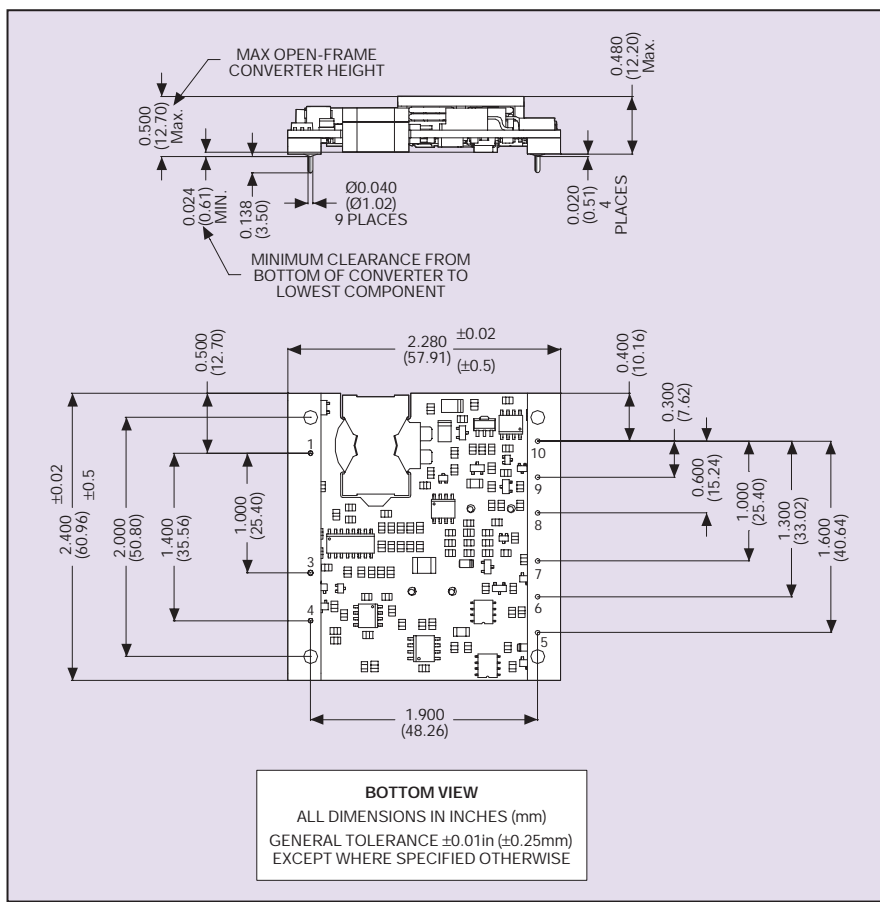 MAX OPEN-FRAME
CONVERTER HEIGHT
0.480
(12.20)
Max.
0.500
(12.70)
Max.
0.024
(0.61)
MIN.
0.138
(3.50)
Ø0.040
(Ø1.02)
9 PLACES
0.020
(0.51)
4
PLACES
MINIMUM CLEARANCE FROM
BOTTOM OF CONVERTER TO
LOWEST COMPONENT
0.500
(12.70)
2.280 ±0.02
(57.91) (±0.5)
0.400
(10.16)
0.300
(7.62)
2.400 ±0.02
(60.96) ±0.5
2.000
(50.80)
1.400
(35.56)
1.000
(25.40)
1
3
4
10
9
8
7
6
5
0.600
(15.24)
1.000
(25.40)
1.300
(33.02)
1.600
(40.64)
1.900
(48.26)
BOTTOM VIEW
ALL DIMENSIONS IN INCHES (mm)
GENERAL TOLERANCE ±0.01in (±0.25mm)
EXCEPT WHERE SPECIFIED OTHERWISE